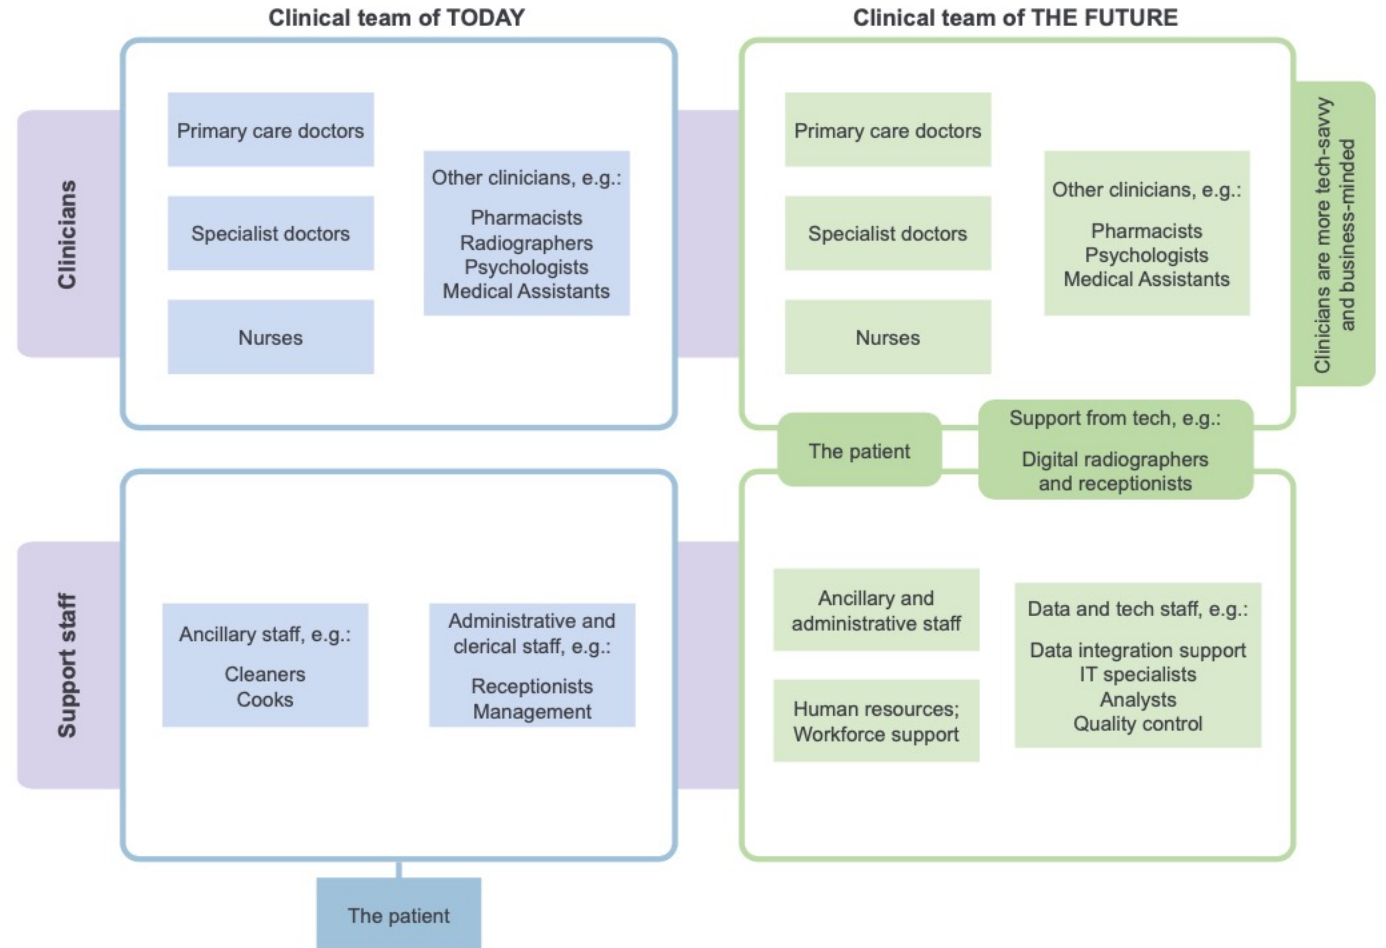 Clinical team of TODAY
Clinical team of THE FUTURE
Clinicians
Primary care doctors
Specialist doctors
Nurses
Other clinicians, e.g.:
Pharmacists
Radiographers
Psychologists
Medical Assistants
Primary care doctors
Specialist doctors
Nurses
Other clinicians, e.g.:
Pharmacists
Psychologists
Medical Assistants
Clinicians are more tech-savvy
and business-minded
The patient
Support from tech, e.g.:
Digital radiographers
and receptionists
Support staff
Ancillary staff, e.g.:
Cleaners
Cooks
Administrative and
clerical staff, e.g.:
Receptionists
Management
Ancillary and
administrative staff
Human resources;
Workforce support
Data and tech staff, e.g.:
Data integration support
IT specialists
Analysts
Quality control
The patient